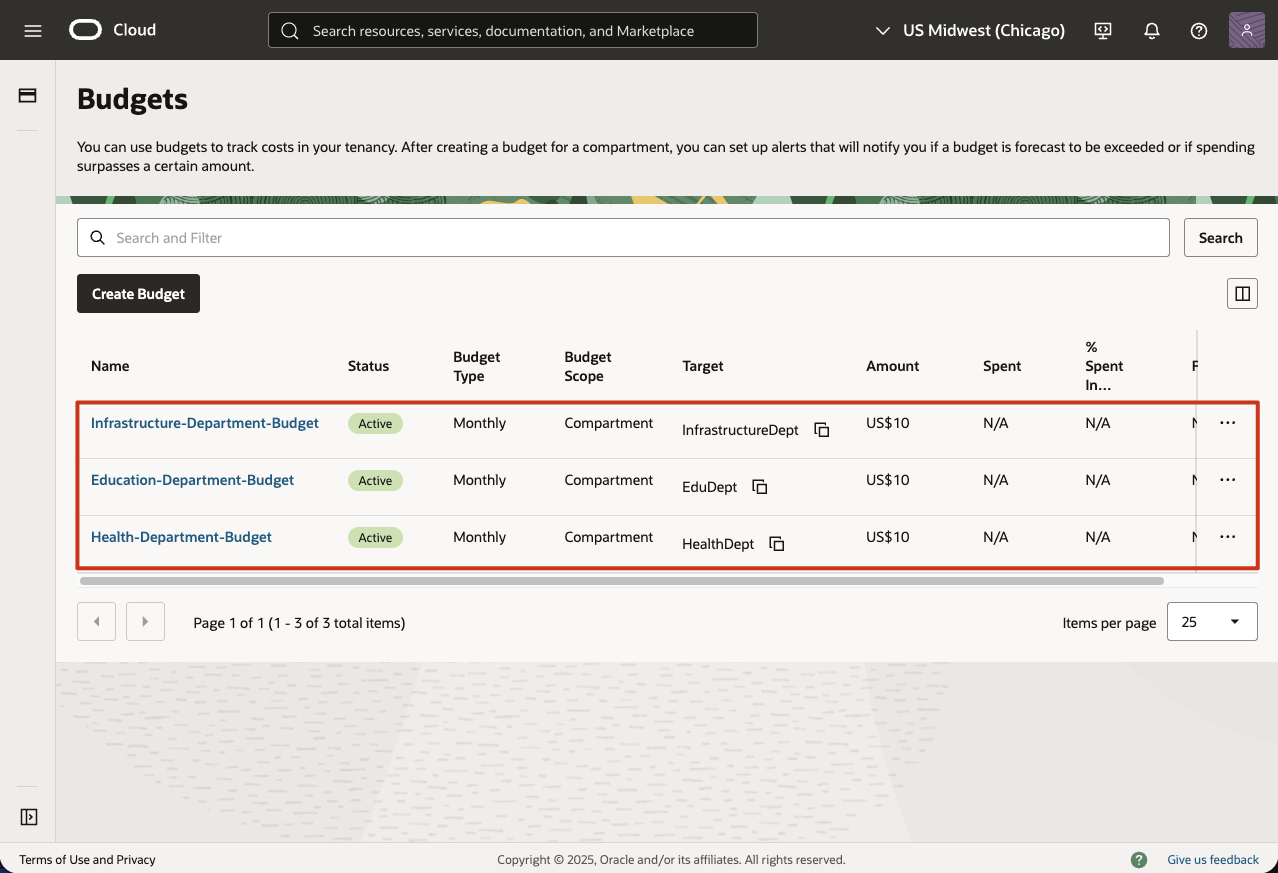 Cloud
Search resources, services, documentation, and Marketplace
US Midwest (Chicago)
Budgets
You can use budgets to track costs in your tenancy. After creating a budget for a compartment, you can set up alerts that will notify you if a budget is forecast to be exceeded or if spending
surpasses a certain amount.
Search and Filter
Search
Create Budget
Name Status Budget Type Budget Scope Target Amount Spent % Spent In...
Infrastructure-Department-Budget Active Monthly Compartment InfrastructureDept US$10 N/A N/A
Education-Department-Budget Active Monthly Compartment EduDept US$10 N/A N/A
Health-Department-Budget Active Monthly Compartment HealthDept US$10 N/A N/A
Page 1 of 1 (1 - 3 of 3 total items)
Items per page 25
Terms of Use and Privacy
Copyright © 2025, Oracle and/or its affiliates. All rights reserved.
Give us feedback